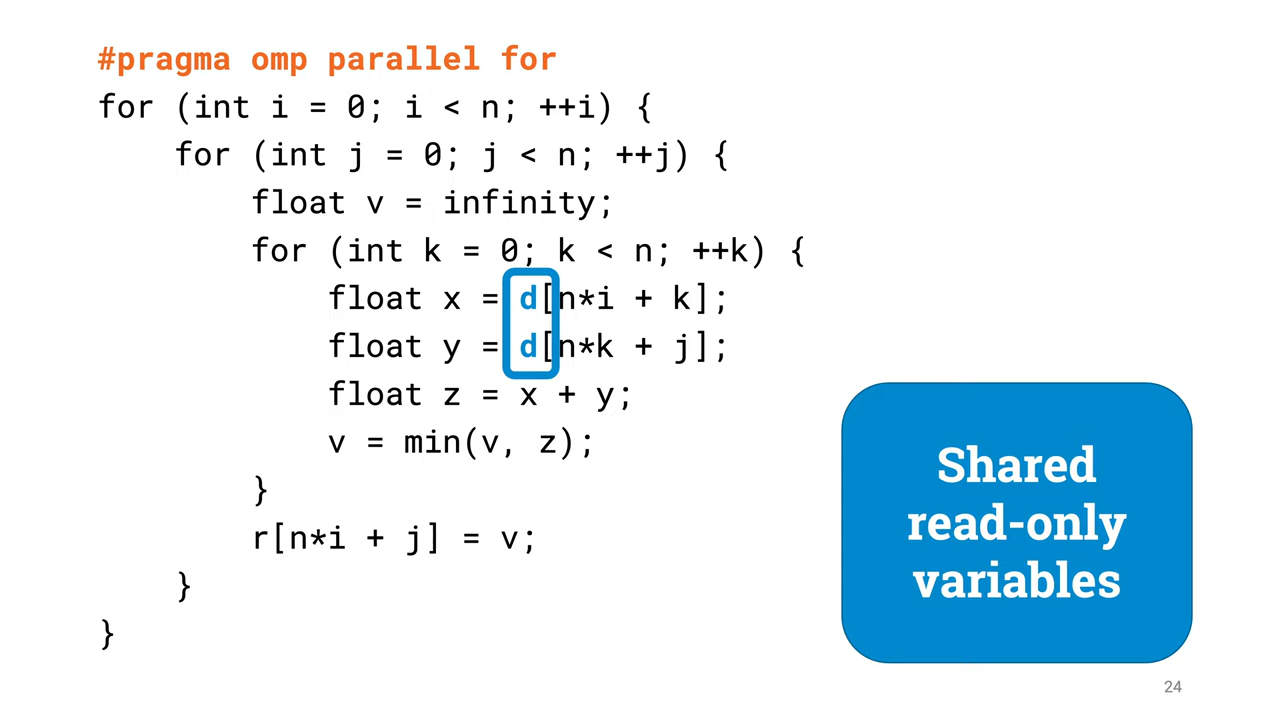 #pragma omp parallel for
for (int i = 0; i < n; ++i) {
    for (int j = 0; j < n; ++j) {
        float v = infinity;
        for (int k = 0; k < n; ++k) {
            float x = d[n*i + k];
            float y = d[n*k + j];
            float z = x + y;
            v = min(v, z);
        }
        r[n*i + j] = v;
    }
}
Shared
read-only
variables
24